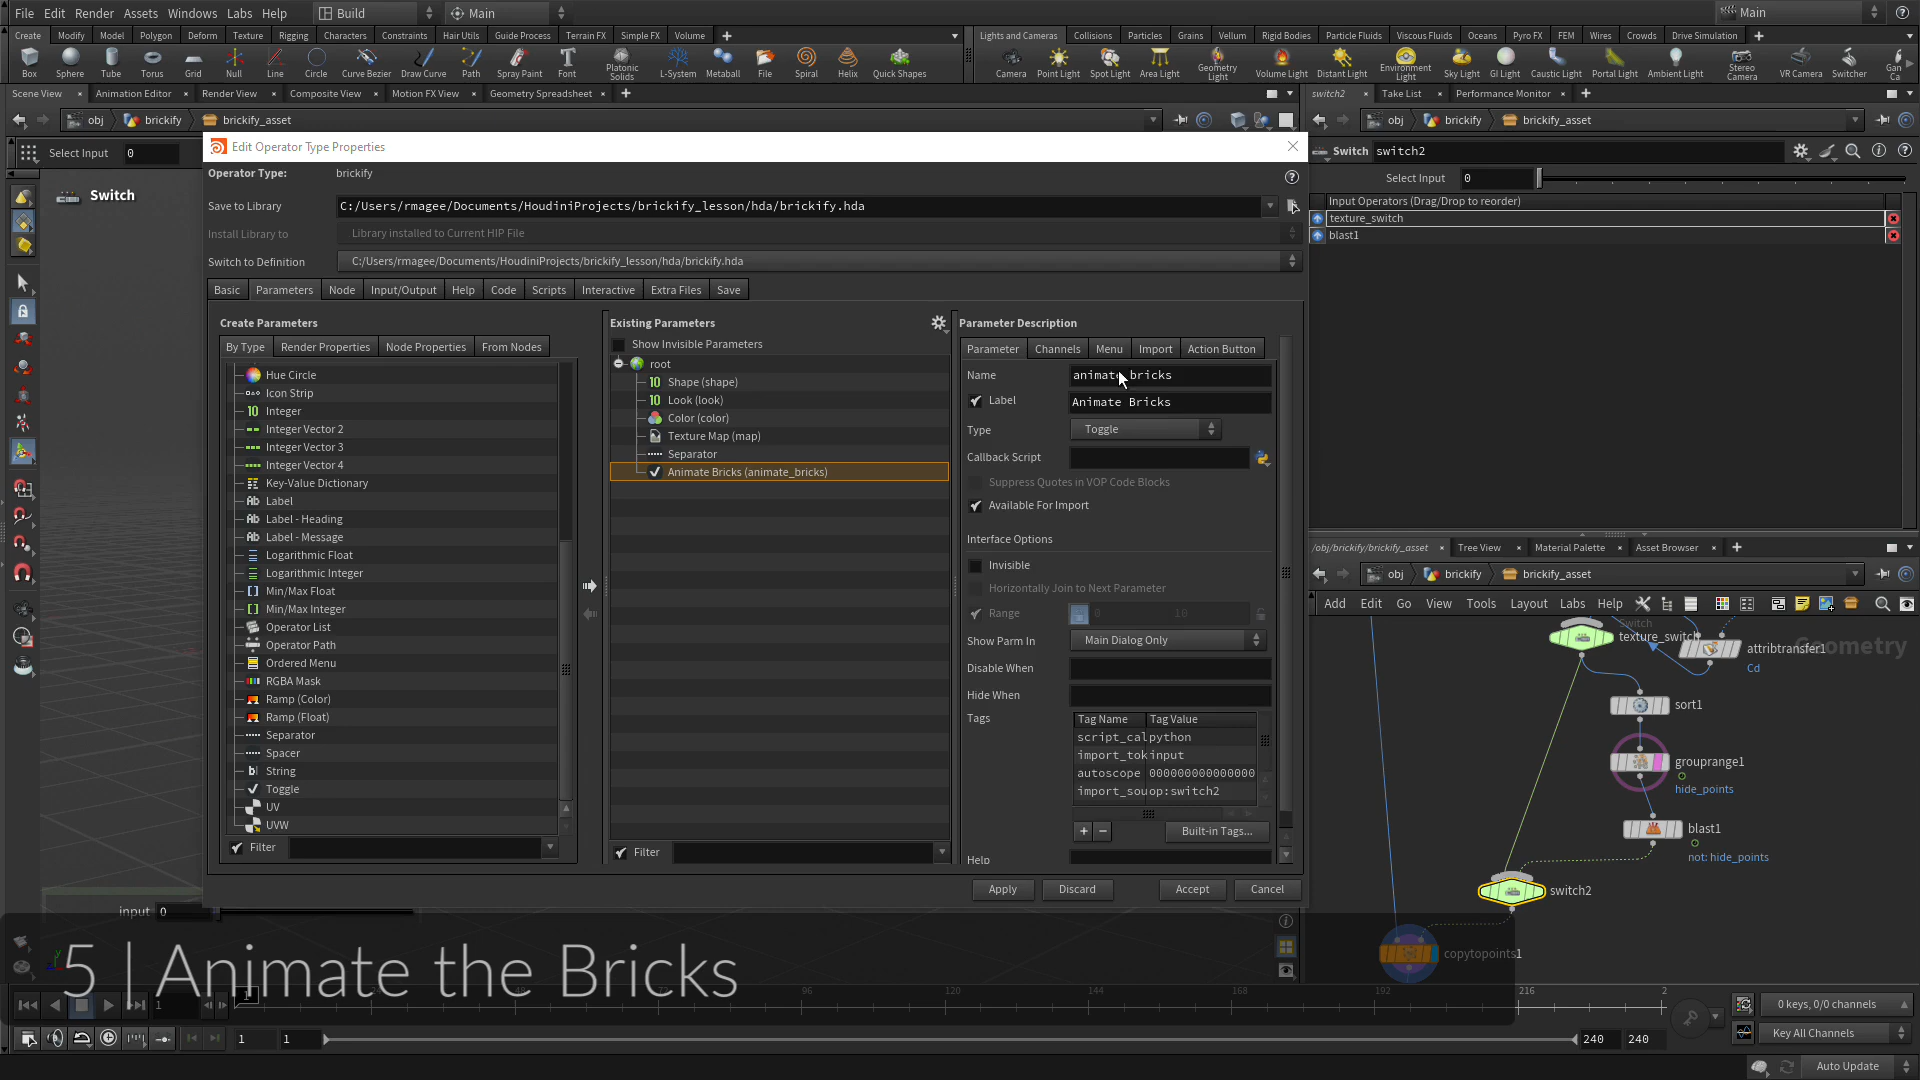 File Edit Render Assets Windows Labs Help Build Main Main
Create Modify Model Polygon Deform Texture Rigging Characters Constraints Hair Utils Guide Process Terrain FX Simple FX Volume
Lights and Cameras Collisions Particles Grains Vellum Rigid Bodies Particle Fluids Viscous Fluids Oceans Pyro FX FEM Wires Crowds Drive Simulation
Box Sphere Tube Torus Grid Null Line Circle Curve Bezier Draw Curve Path Spray Paint Font Platonic Solids L-System Metaball File Spiral Helix Quick Shapes
Camera Point Light Spot Light Area Light Geometry Light Volume Light Distant Light Environment Light Sky Light GI Light Caustic Light Portal Light Ambient Light Stereo Camera VR Camera Switcher Gan Ca
Scene View Animation Editor Render View Composite View Motion FX View Geometry Spreadsheet
switch2 Take List Performance Monitor
obj brickify brickify_asset
obj brickify brickify_asset
Select Input 0
Switch
Switch switch2
Select Input 0
Input Operators (Drag/Drop to reorder)
texture_switch
blast1
Edit Operator Type Properties
Operator Type: brickify
Save to Library C:/Users/rmagee/Documents/HoudiniProjects/brickify_lesson/hda/brickify.hda
Install Library to Library installed to Current HIP File
Switch to Definition C:/Users/rmagee/Documents/HoudiniProjects/brickify_lesson/hda/brickify.hda
Basic Parameters Node Input/Output Help Code Scripts Interactive Extra Files Save
Create Parameters
By Type Render Properties Node Properties From Nodes
Hue Circle
Icon Strip
Integer
Integer Vector 2
Integer Vector 3
Integer Vector 4
Key-Value Dictionary
Label
Label - Heading
Label - Message
Logarithmic Float
Logarithmic Integer
Min/Max Float
Min/Max Integer
Operator List
Operator Path
Ordered Menu
RGBA Mask
Ramp (Color)
Ramp (Float)
Separator
Spacer
String
Toggle
UV
UVW
Filter
Existing Parameters
Show Invisible Parameters
root
Shape (shape)
Look (look)
Color (color)
Texture Map (map)
Separator
Animate Bricks (animate_bricks)
Filter
Parameter Description
Parameter Channels Menu Import Action Button
Name animate_bricks
Label Animate Bricks
Type Toggle
Callback Script
Suppress Quotes in VOP Code Blocks
Available For Import
Interface Options
Invisible
Horizontally Join to Next Parameter
Range 0 10
Show Parm In Main Dialog Only
Disable When
Hide When
Tags Tag Name Tag Value
script_cal python
import_tok input
autoscope 000000000000000
import_sou op:switch2
Built-in Tags...
Help
Apply Discard Accept Cancel
/obj/brickify/brickify_asset Tree View Material Palette Asset Browser
obj brickify brickify_asset
Add Edit Go View Tools Layout Labs Help
Geometry
Switch
texture_switch
attribtransfer1
Cd
sort1
grouprange1
hide_points
blast1
not: hide_points
switch2
copytopoints1
input 0
5 | Animate the Bricks
1 1 24 48 72 96 120 144 168 192 216 2
0 keys, 0/0 channels
1 1 240 240
Key All Channels
Auto Update